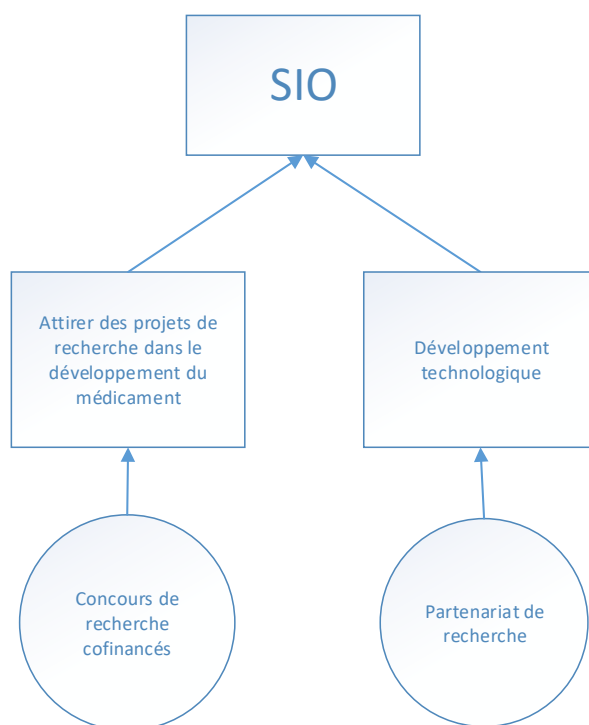 SIO
Attirer des projets de
recherche dans le
développement du
médicament
Développement
technologique
Concours de
recherche
cofinancés
Partenariat de
recherche